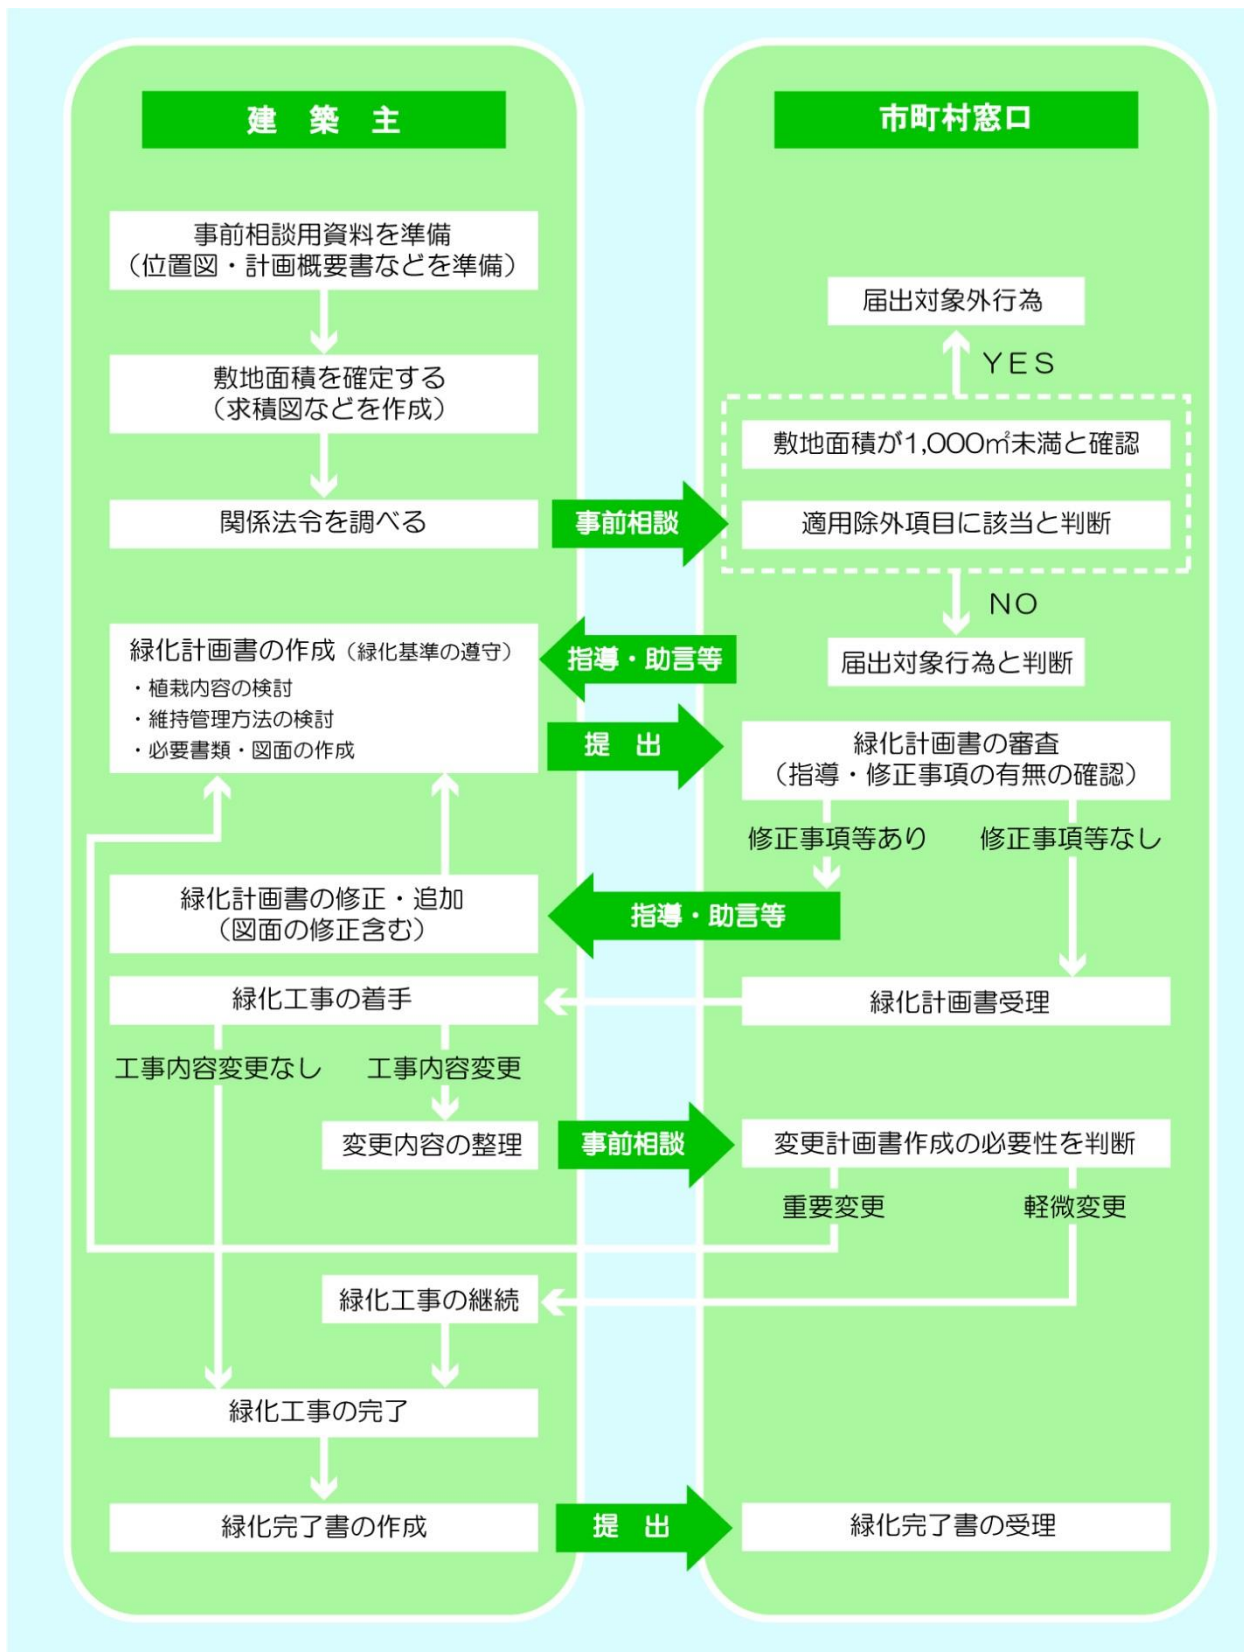 建築主
市町村窓口
事前相談用資料を準備
（位置図・計画概要書などを準備）
届出対象外行為
YES
敷地面積を確定する
（求積図などを作成）
敷地面積が1,000㎡未満と確認
関係法令を調べる
事前相談
適用除外項目に該当と判断
NO
緑化計画書の作成（緑化基準の遵守）
・植栽内容の検討
・維持管理方法の検討
・必要書類・図面の作成
指導・助言等
届出対象行為と判断
提出
緑化計画書の審査
（指導・修正事項の有無の確認）
修正事項等あり
修正事項等なし
緑化計画書の修正・追加
（図面の修正含む）
指導・助言等
緑化工事の着手
緑化計画書受理
工事内容変更なし
工事内容変更
変更内容の整理
事前相談
変更計画書作成の必要性を判断
重要変更
軽微変更
緑化工事の継続
緑化工事の完了
緑化完了書の作成
提出
緑化完了書の受理